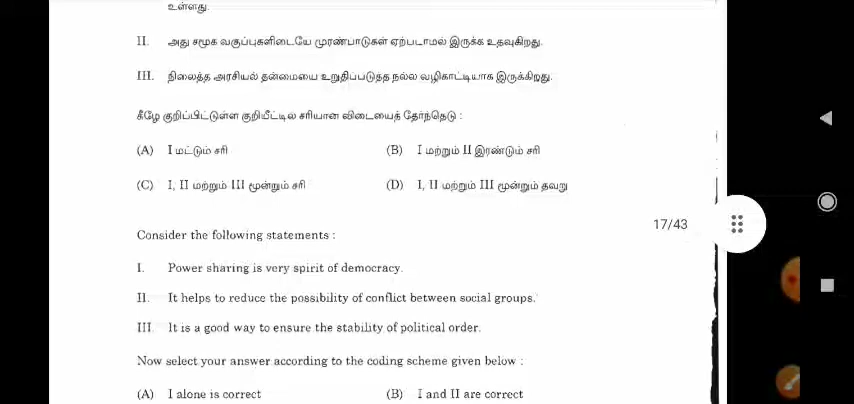 உள்ளது.
II. அது சமூக வகுப்புகளிடையே முரண்பாடுகள் ஏற்படாமல் இருக்க உதவுகிறது.
III. நிலைத்த அரசியல் தன்மையை உறுதிப்படுத்த நல்ல வழிகாட்டியாக இருக்கிறது.
கீழே குறிப்பிட்டுள்ள குறியீட்டில் சரியான விடையைத் தேர்ந்தெடு :
(A) I மட்டும் சரி (B) I மற்றும் II இரண்டும் சரி
(C) I, II மற்றும் III மூன்றும் சரி (D) I, II மற்றும் III மூன்றும் தவறு
17/43
Consider the following statements :
I. Power sharing is very spirit of democracy.
II. It helps to reduce the possibility of conflict between social groups.
III. It is a good way to ensure the stability of political order.
Now select your answer according to the coding scheme given below :
(A) I alone is correct (B) I and II are correct